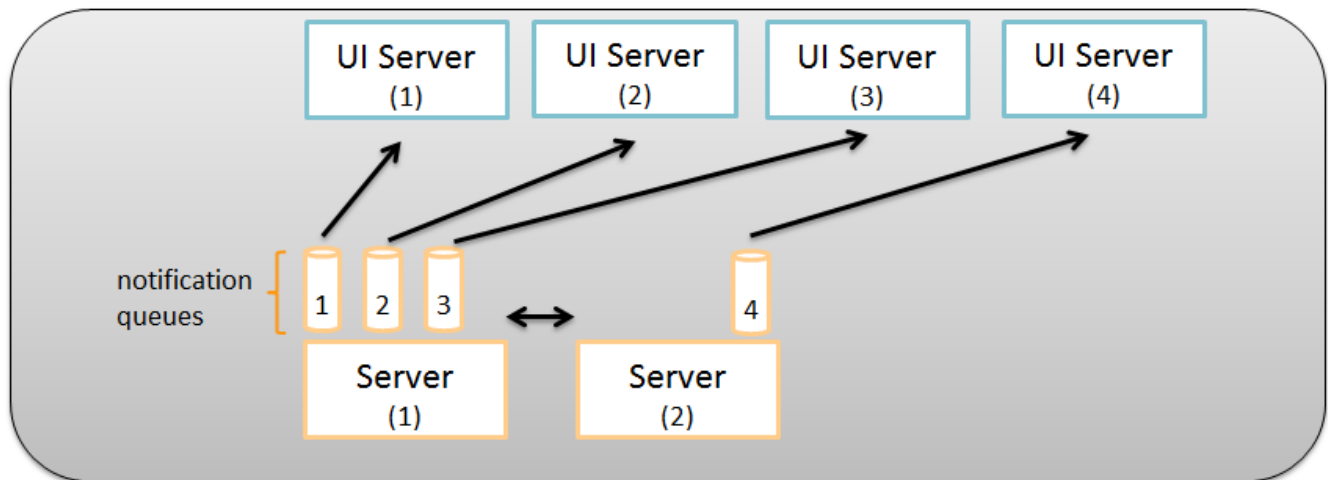 UI Server
(1)
UI Server
(2)
UI Server
(3)
UI Server
(4)
notification
queues
1
2
3
4
Server
(1)
Server
(2)